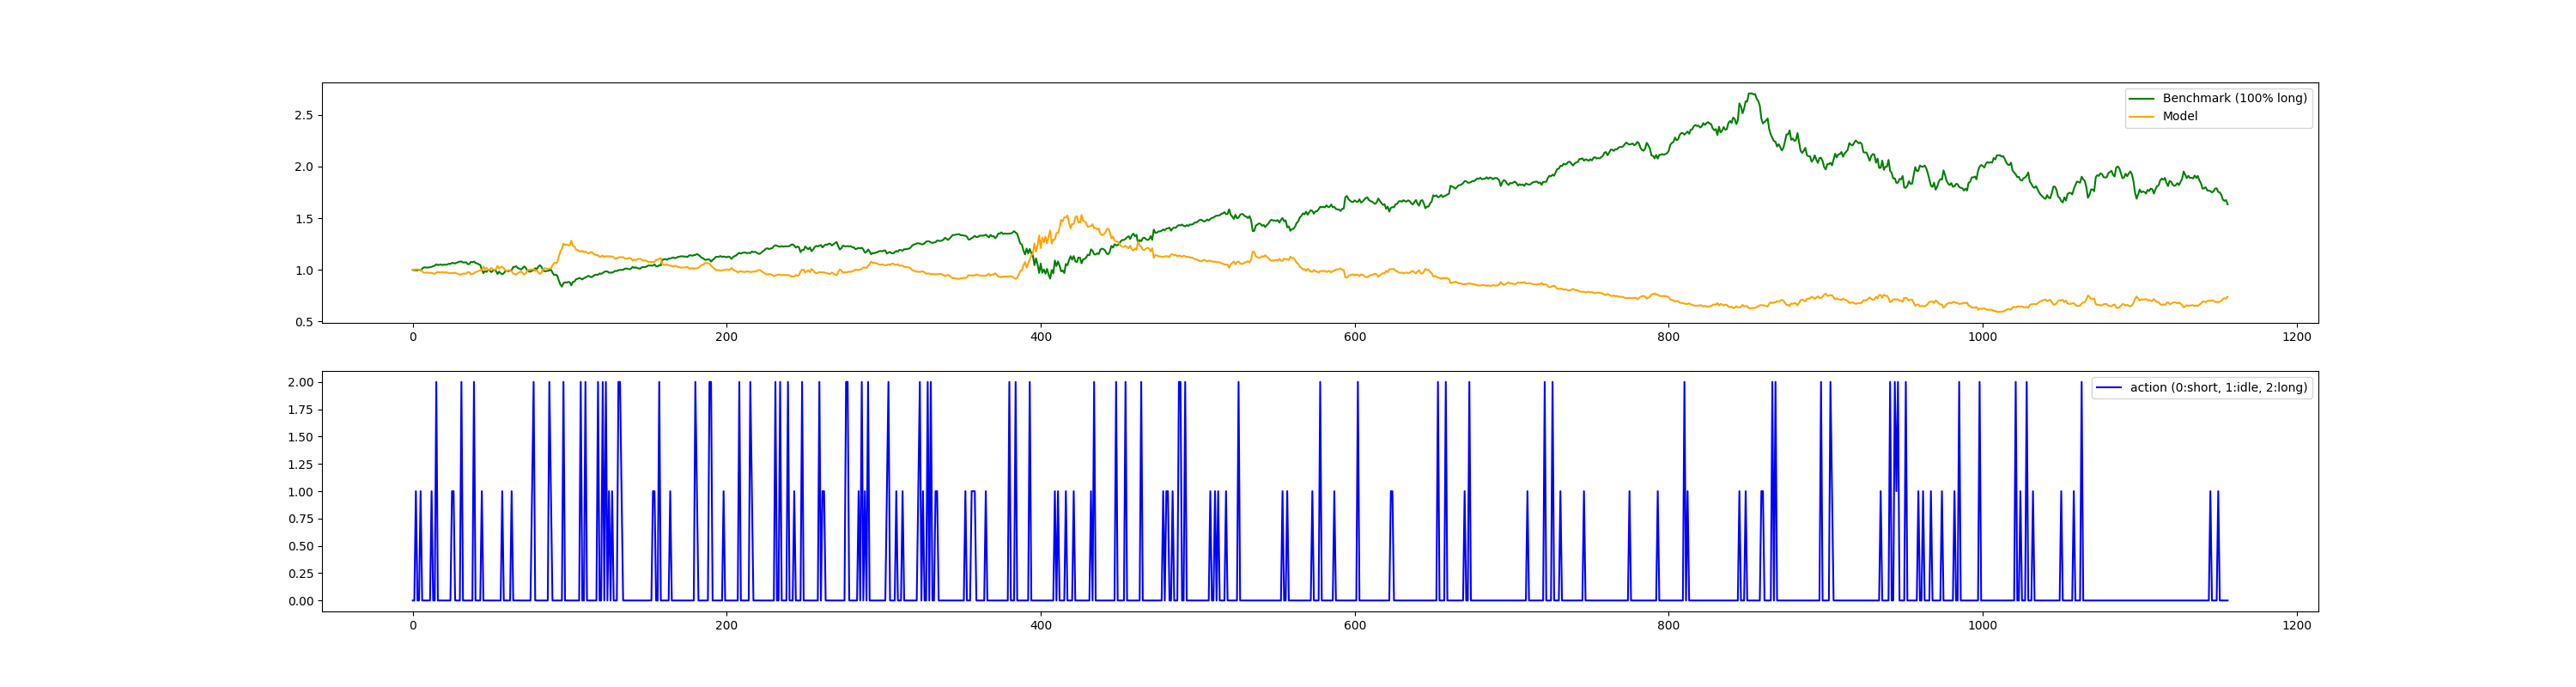 2.5
2.0
1.5
1.0
0.5
Benchmark (100% long)
Model
0 200 400 600 800 1000 1200
2.00
1.75
1.50
1.25
1.00
0.75
0.50
0.25
0.00
action (0:short, 1:idle, 2:long)
0 200 400 600 800 1000 1200